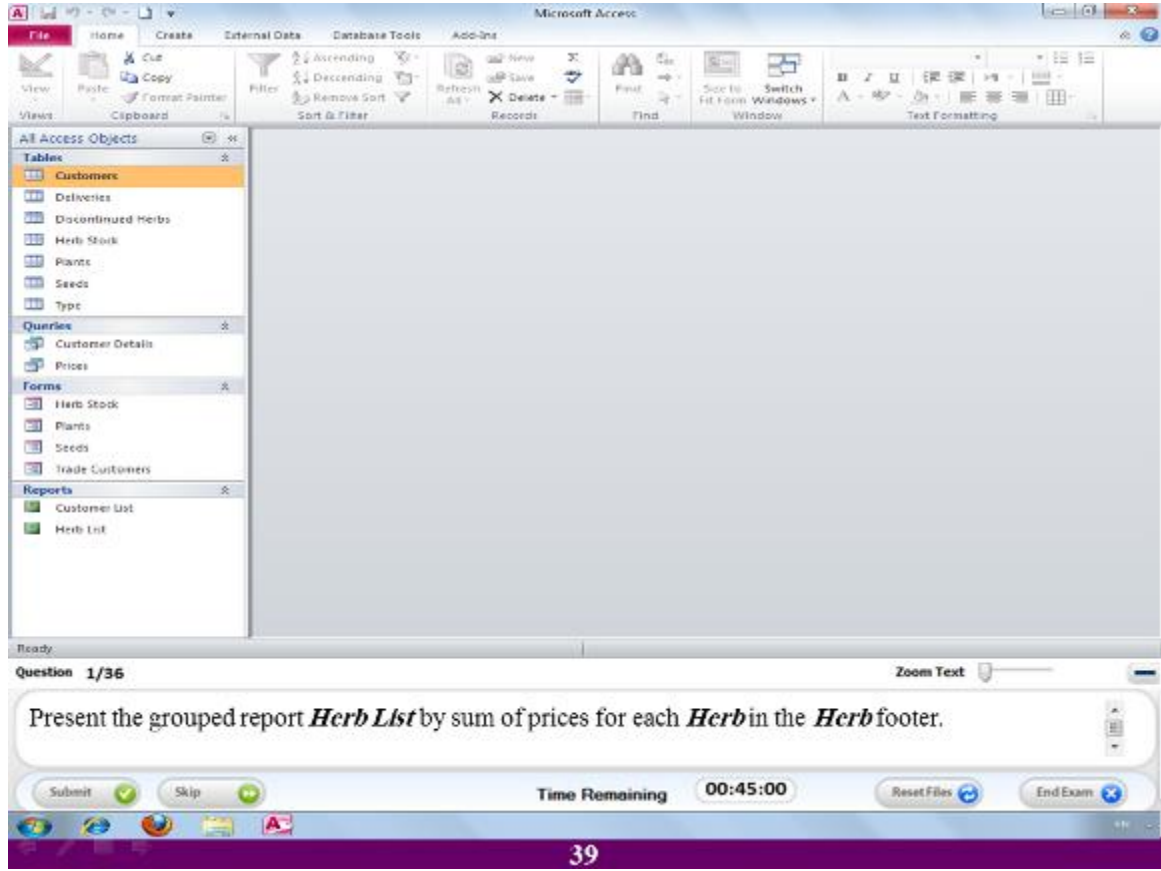 Microsoft Access
File Home Create External Data Database Tools Add-Ins
View Paste Cut Copy Format Painter
Filter Ascending Descending Remove Sort
Refresh All New Save Delete
Find Size to Fit Form Switch Windows
Views Clipboard Sort & Filter Records Find Window Text Formatting
All Access Objects
Tables
Customers
Deliveries
Discontinued Herbs
Herb Stock
Plants
Seeds
Type
Queries
Customer Details
Prices
Forms
Herb Stock
Plants
Seeds
Trade Customers
Reports
Customer List
Herb List
Ready
Question 1/36 Zoom Text
Present the grouped report Herb List by sum of prices for each Herb in the Herb footer.
Submit Skip Time Remaining 00:45:00 Reset Files End Exam
39